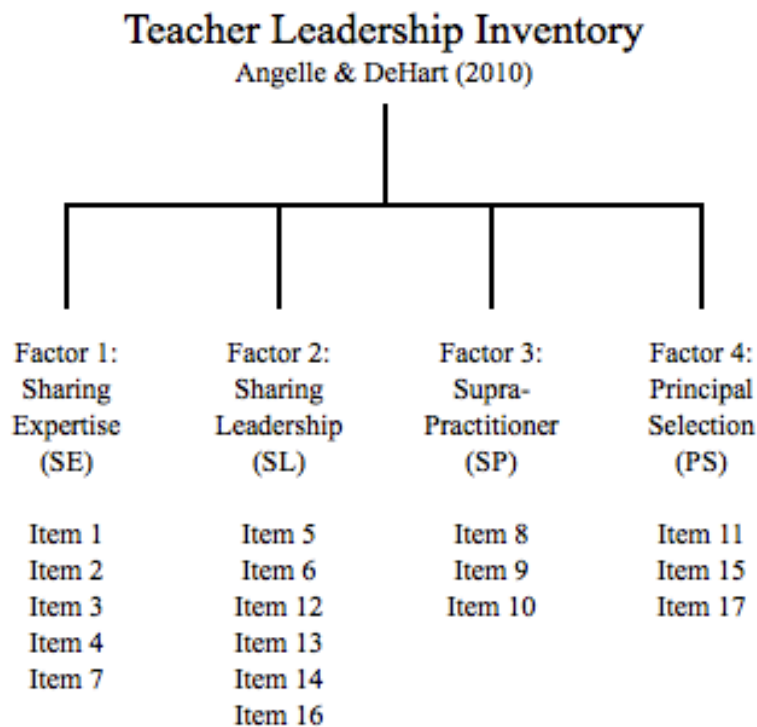 Teacher Leadership Inventory
Angelle & DeHart (2010)
Factor 1:
Sharing
Expertise
(SE)
Item 1
Item 2
Item 3
Item 4
Item 7
Factor 2:
Sharing
Leadership
(SL)
Item 5
Item 6
Item 12
Item 13
Item 14
Item 16
Factor 3:
Supra-
Practitioner
(SP)
Item 8
Item 9
Item 10
Factor 4:
Principal
Selection
(PS)
Item 11
Item 15
Item 17